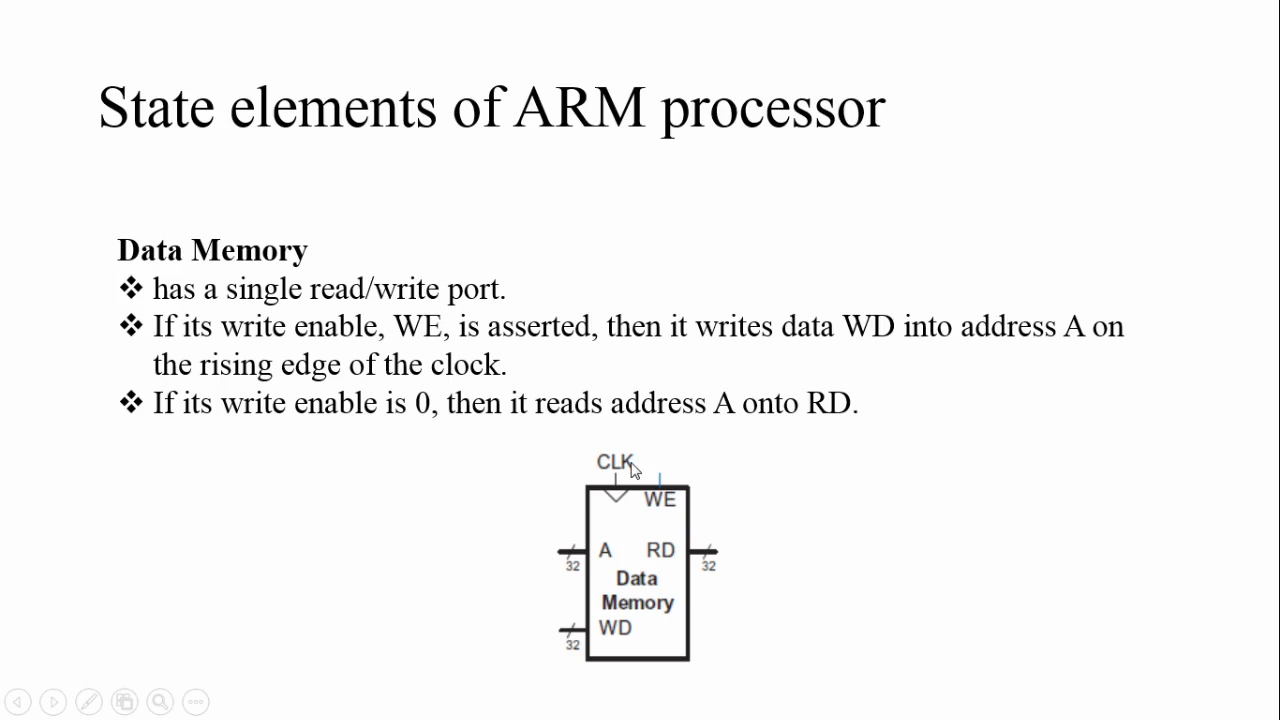 State elements of ARM processor
Data Memory
❖ has a single read/write port.
❖ If its write enable, WE, is asserted, then it writes data WD into address A on
the rising edge of the clock.
❖ If its write enable is 0, then it reads address A onto RD.
CLK
WE
A RD
32 32
Data
Memory
WD
32